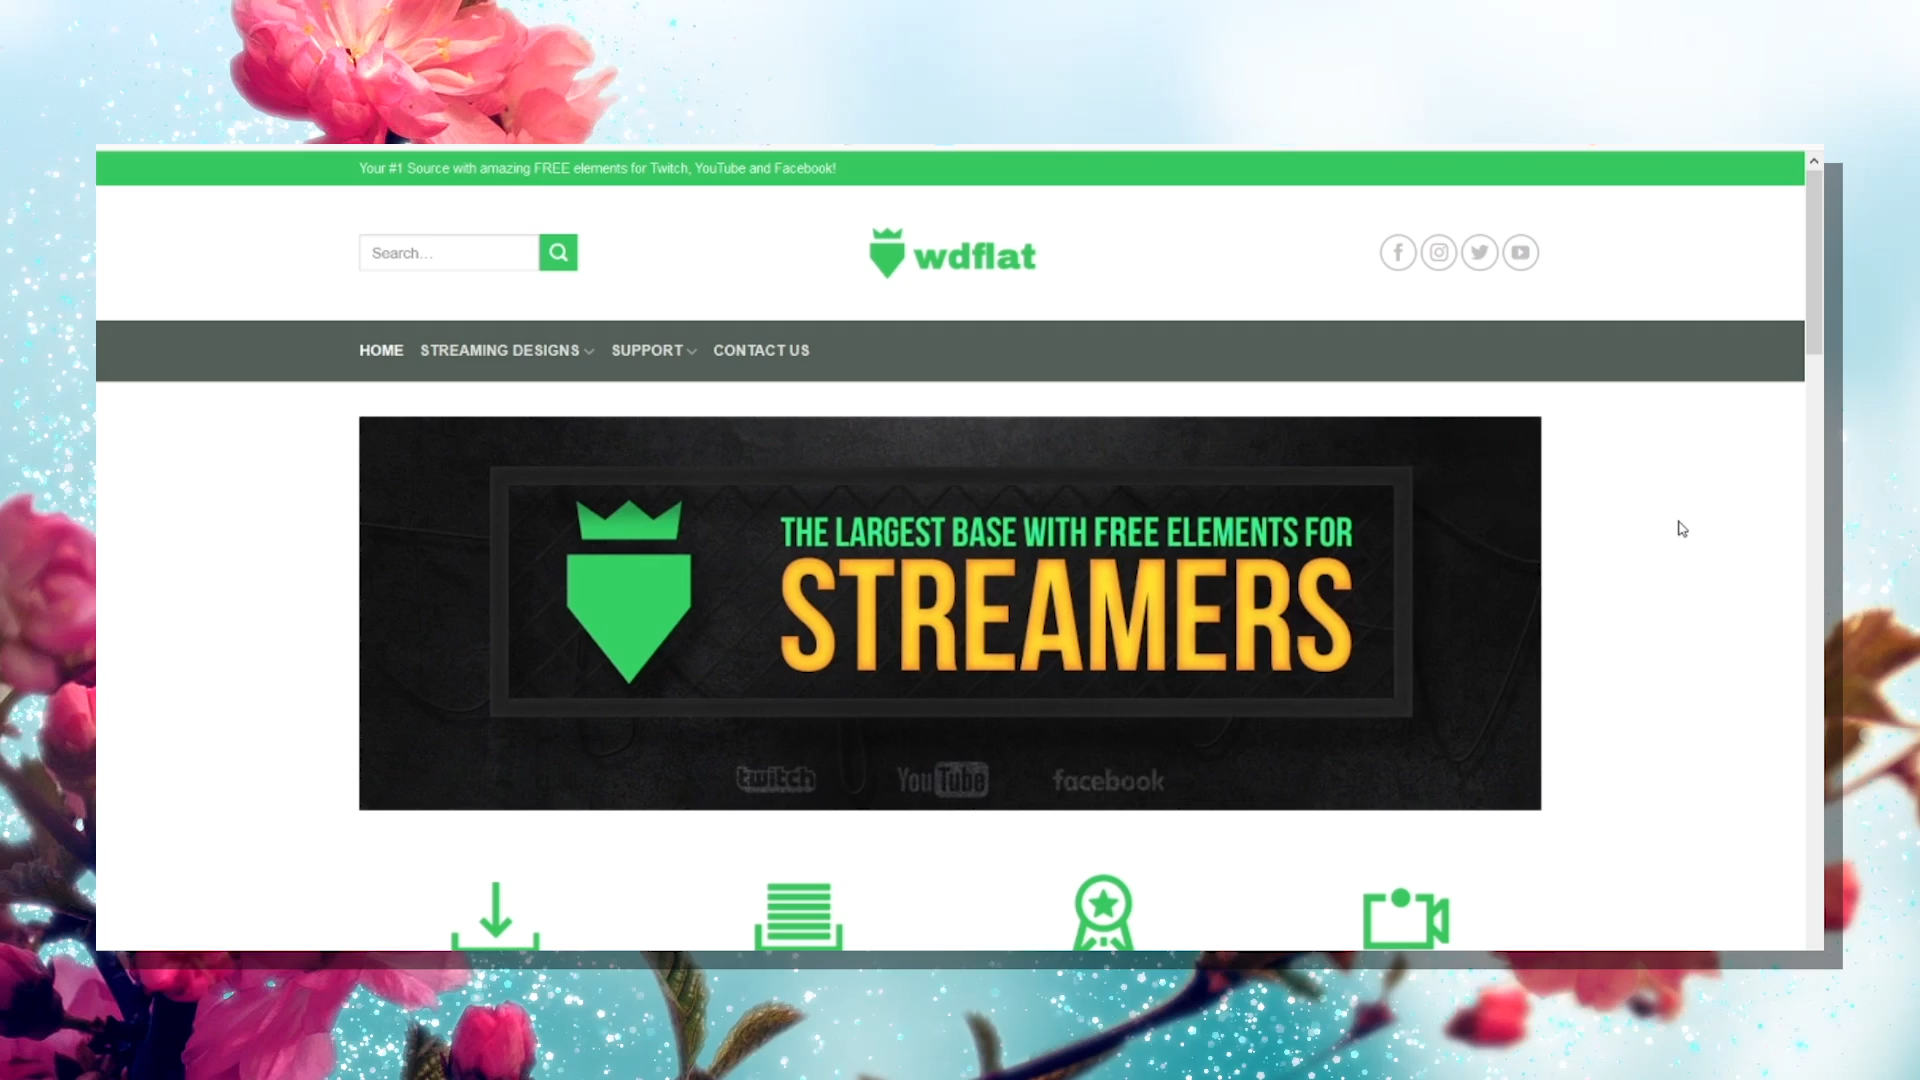 Your #1 Source with amazing FREE elements for Twitch, YouTube and Facebook!
Search...
wdflat
HOME STREAMING DESIGNS SUPPORT CONTACT US
THE LARGEST BASE WITH FREE ELEMENTS FOR
STREAMERS
twitch YouTube facebook